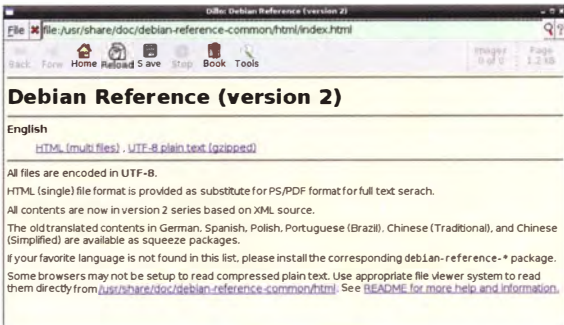 Dillo: Debian Reference (version 2)
File file:/usr/share/doc/debian-reference-common/html/index.html
Back Forw Home Reload Save Stop Book Tools
Images Page
0 of 0 1.2 KB
Debian Reference (version 2)
English
HTML (multi files) , UTF-8 plain text (gzipped)
All files are encoded in UTF-8.
HTML (single) file format is provided as substitute for PS/PDF format for full text serach.
All contents are now in version 2 series based on XML source.
The old translated contents in German, Spanish, Polish, Portuguese (Brazil), Chinese (Traditional), and Chinese
(Simplified) are available as squeeze packages.
If your favorite language is not found in this list, please install the corresponding debian-reference-* package.
Some browsers may not be setup to read compressed plain text. Use appropriate file viewer system to read
them directly from /usr/share/doc/debian-reference-common/html. See README for more help and information.